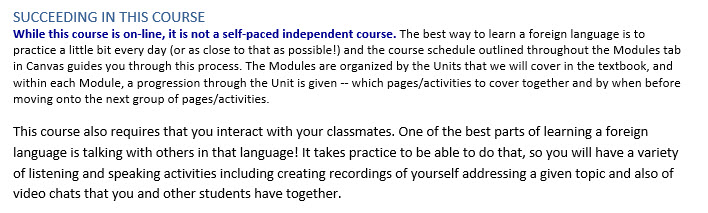 SUCCEEDING IN THIS COURSE
While this course is on-line, it is not a self-paced independent course. The best way to learn a foreign language is to
practice a little bit every day (or as close to that as possible!) and the course schedule outlined throughout the Modules tab
in Canvas guides you through this process. The Modules are organized by the Units that we will cover in the textbook, and
within each Module, a progression through the Unit is given -- which pages/activities to cover together and by when before
moving onto the next group of pages/activities.
This course also requires that you interact with your classmates. One of the best parts of learning a foreign
language is talking with others in that language! It takes practice to be able to do that, so you will have a variety
of listening and speaking activities including creating recordings of yourself addressing a given topic and also of
video chats that you and other students have together.